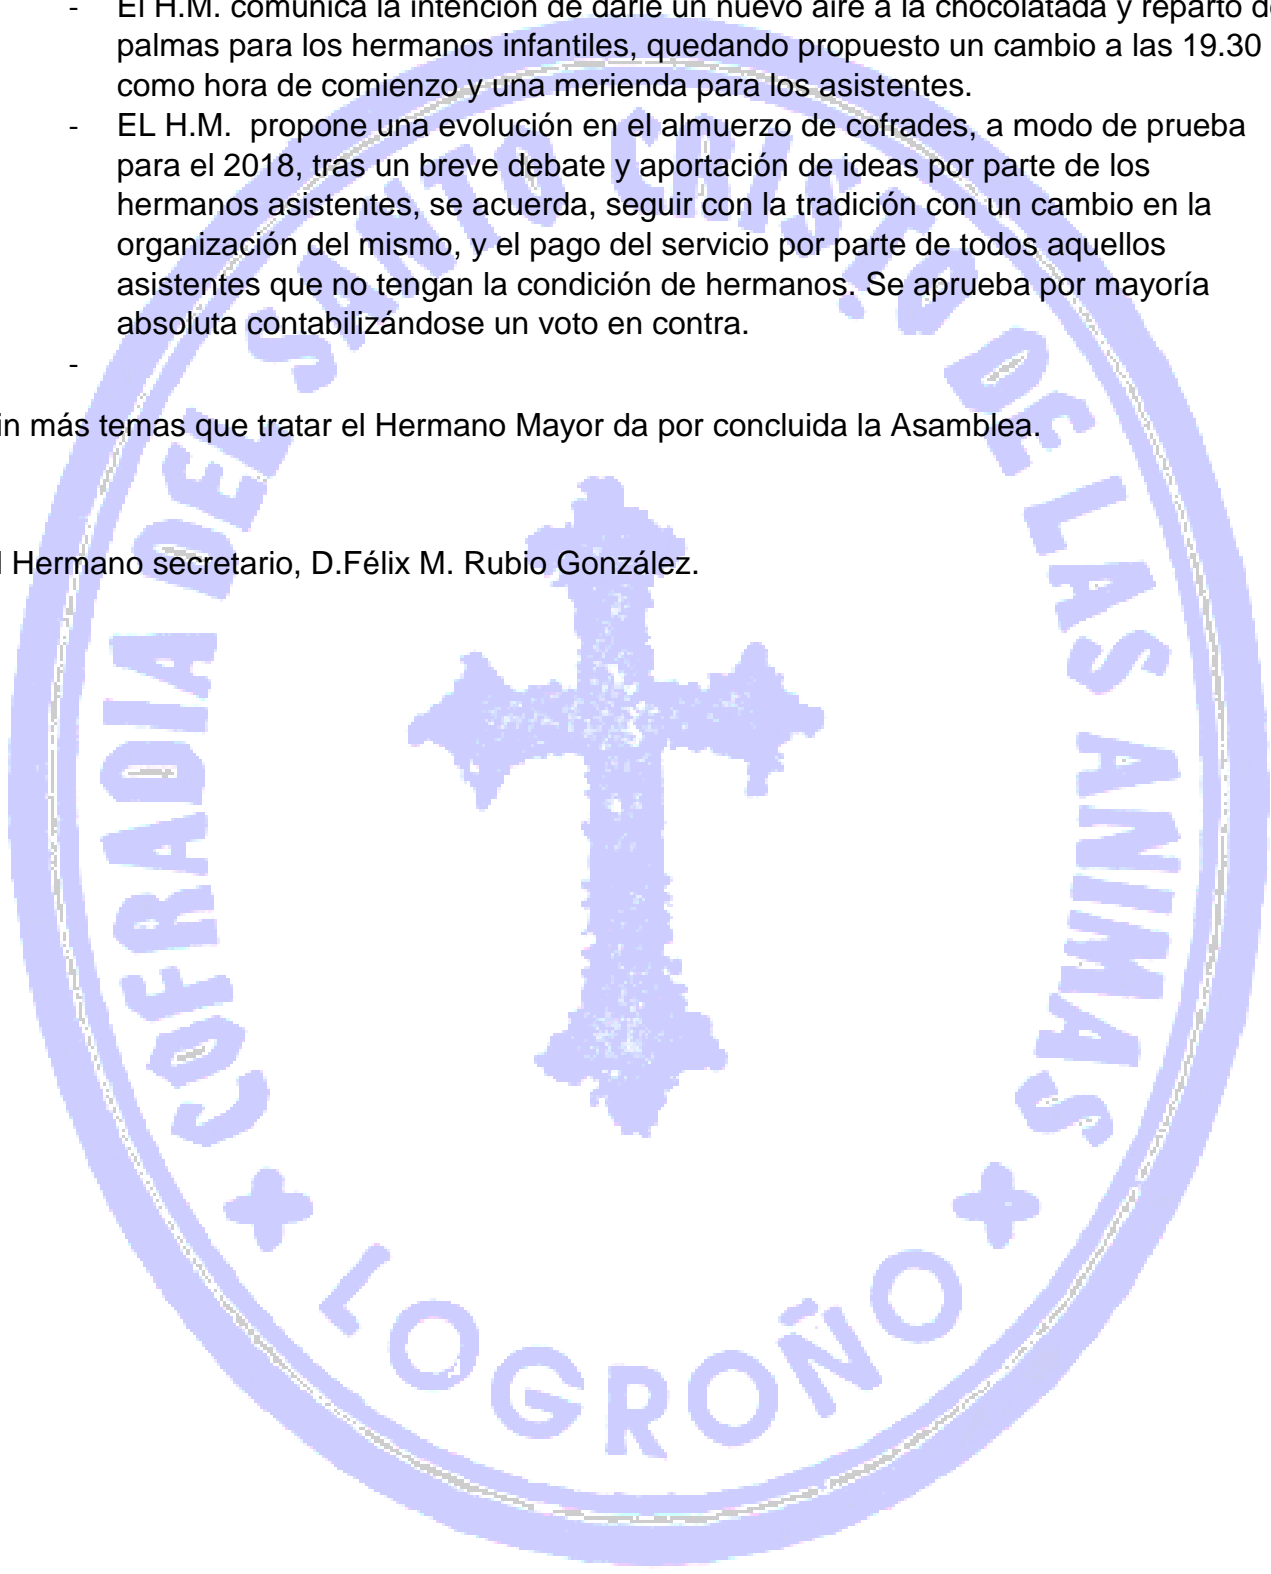 - El H.M. comunica la intención de darle un nuevo aire a la chocolatada y reparto de
palmas para los hermanos infantiles, quedando propuesto un cambio a las 19.30
como hora de comienzo y una merienda para los asistentes.
- EL H.M. propone una evolución en el almuerzo de cofrades, a modo de prueba
para el 2018, tras un breve debate y aportación de ideas por parte de los
hermanos asistentes, se acuerda, seguir con la tradición con un cambio en la
organización del mismo, y el pago del servicio por parte de todos aquellos
asistentes que no tengan la condición de hermanos. Se aprueba por mayoría
absoluta contabilizándose un voto en contra.
-
in más temas que tratar el Hermano Mayor da por concluida la Asamblea.
l Hermano secretario, D.Félix M. Rubio González.
COFRADIA DEL SANTO CRISTO DE LAS ANIMAS
LOGROÑO